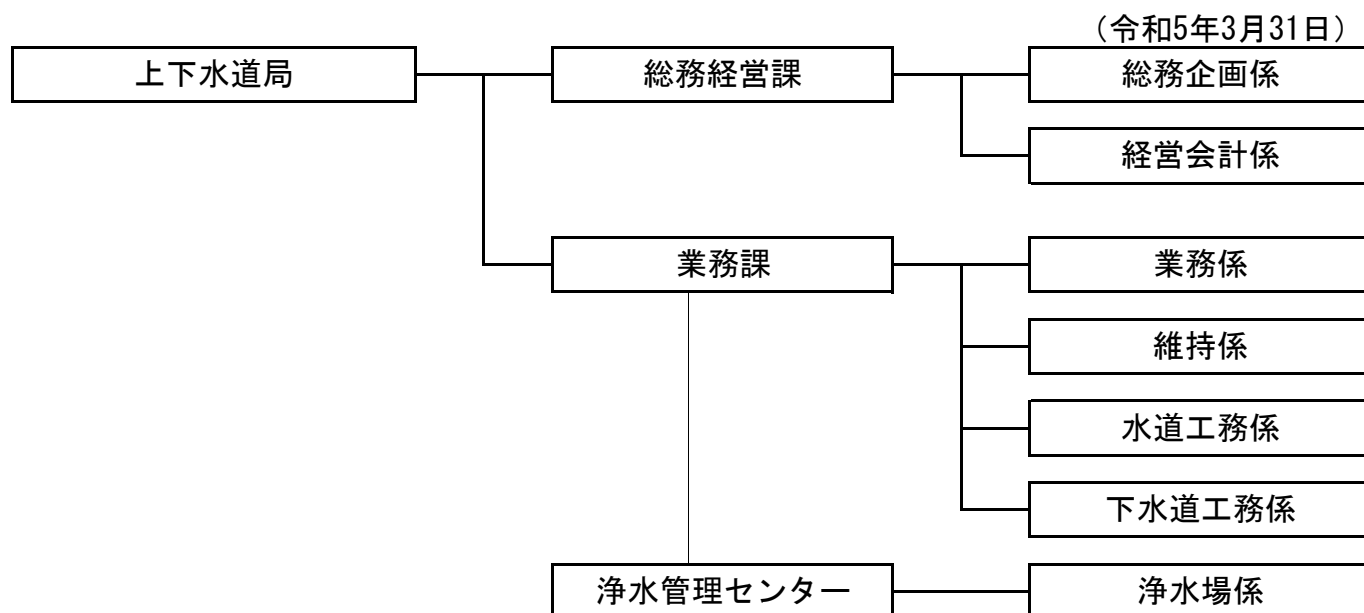 （令和5年3月31日）
上下水道局
総務経営課
総務企画係
経営会計係
業務課
業務係
維持係
水道工務係
下水道工務係
浄水管理センター
浄水場係